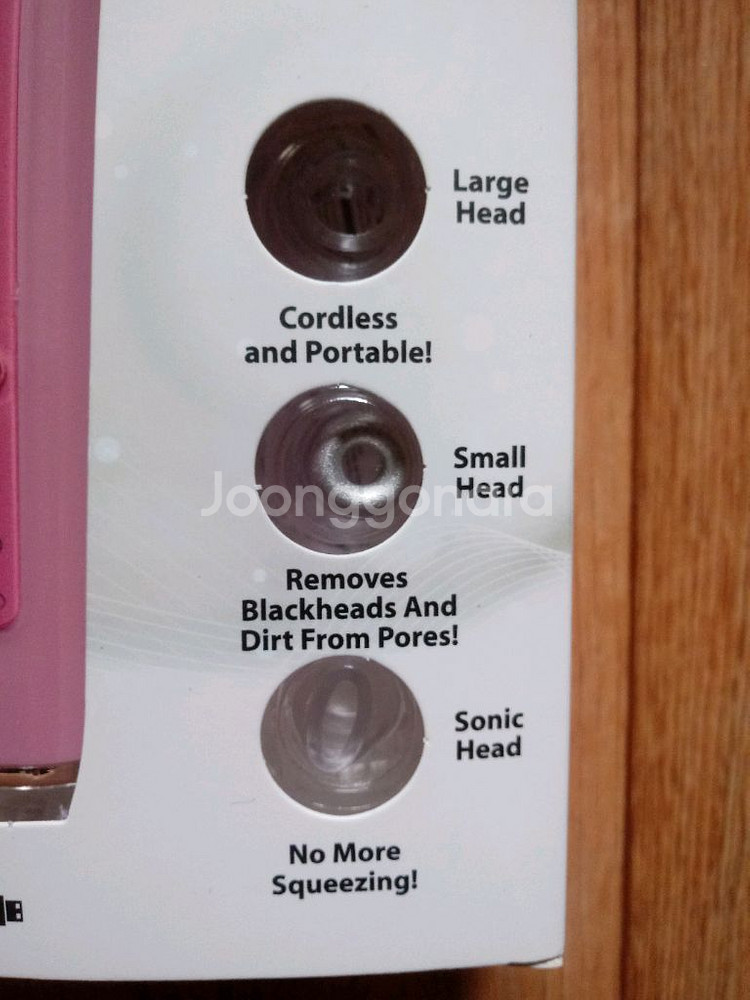 Large
Head
Cordless
and Portable!
Small
Head
Joonggonara
Removes
Blackheads And
Dirt From Pores!
Sonic
Head
No More
Squeezing!